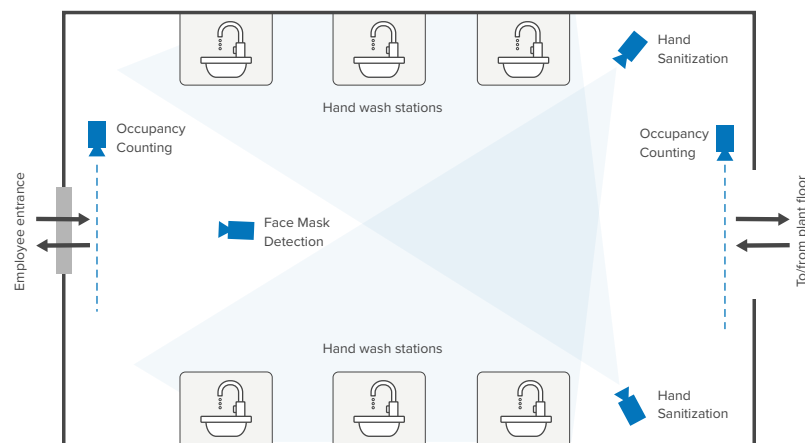 Hand
Sanitization
Hand wash stations
Occupancy
Counting
Occupancy
Counting
Employee entrance
Face Mask
Detection
To/from plant floor
Hand wash stations
Hand
Sanitization